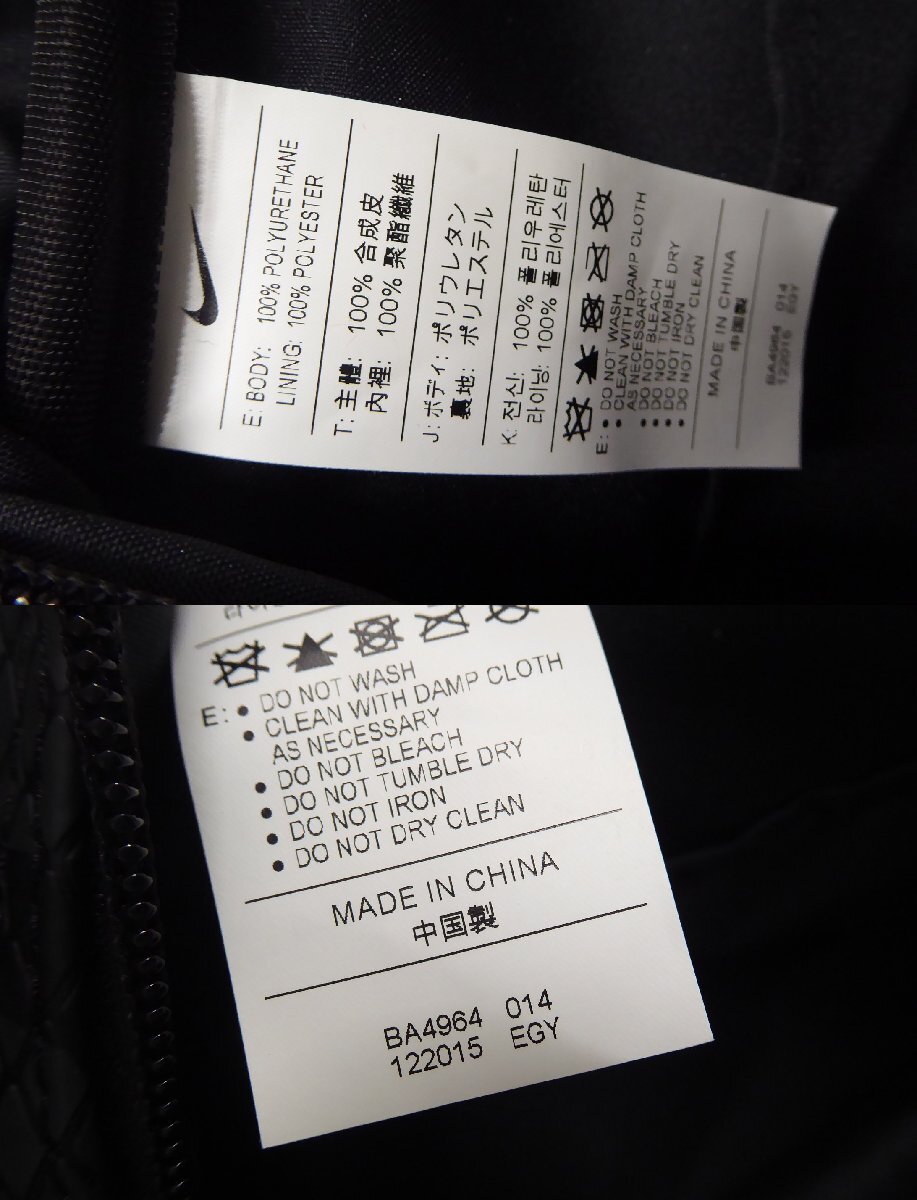 E: BODY: 100% POLYURETHANE
LINING: 100% POLYESTER
T: 主體: 100% 合成皮
內裡: 100% 聚酯纖維
J: ボディ: ポリウレタン
裏地: ポリエステル
K: 전신: 100% 폴리우레탄
라이닝: 100% 폴리에스터
E: • DO NOT WASH
• CLEAN WITH DAMP CLOTH
AS NECESSARY
• DO NOT BLEACH
• DO NOT TUMBLE DRY
• DO NOT IRON
• DO NOT DRY CLEAN
MADE IN CHINA
中国製
BA4964 014
122015 EGY
E: • DO NOT WASH
• CLEAN WITH DAMP CLOTH
AS NECESSARY
• DO NOT BLEACH
• DO NOT TUMBLE DRY
• DO NOT IRON
• DO NOT DRY CLEAN
MADE IN CHINA
中国製
BA4964 014
122015 EGY